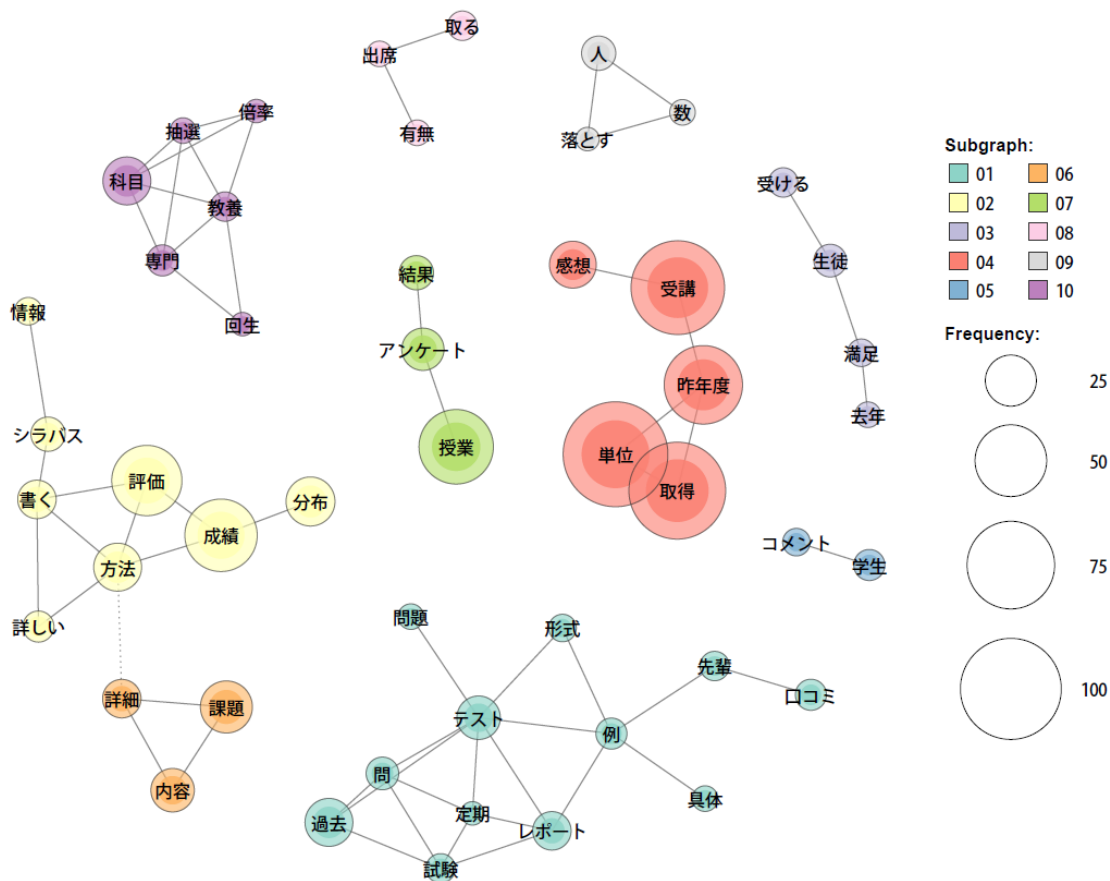 取る
出席
有無
人
数
落とす
倍率
抽選
科目
教養
専門
回生
受ける
生徒
満足
去年
結果
アンケート
授業
感想
受講
昨年度
単位
取得
情報
シラバス
書く
評価
成績
分布
方法
詳しい
コメント
学生
詳細
課題
内容
問題
形式
テスト
例
先輩
口コミ
問
過去
定期
レポート
具体
試験
Subgraph:
01 06
02 07
03 08
04 09
05 10
Frequency:
25
50
75
100